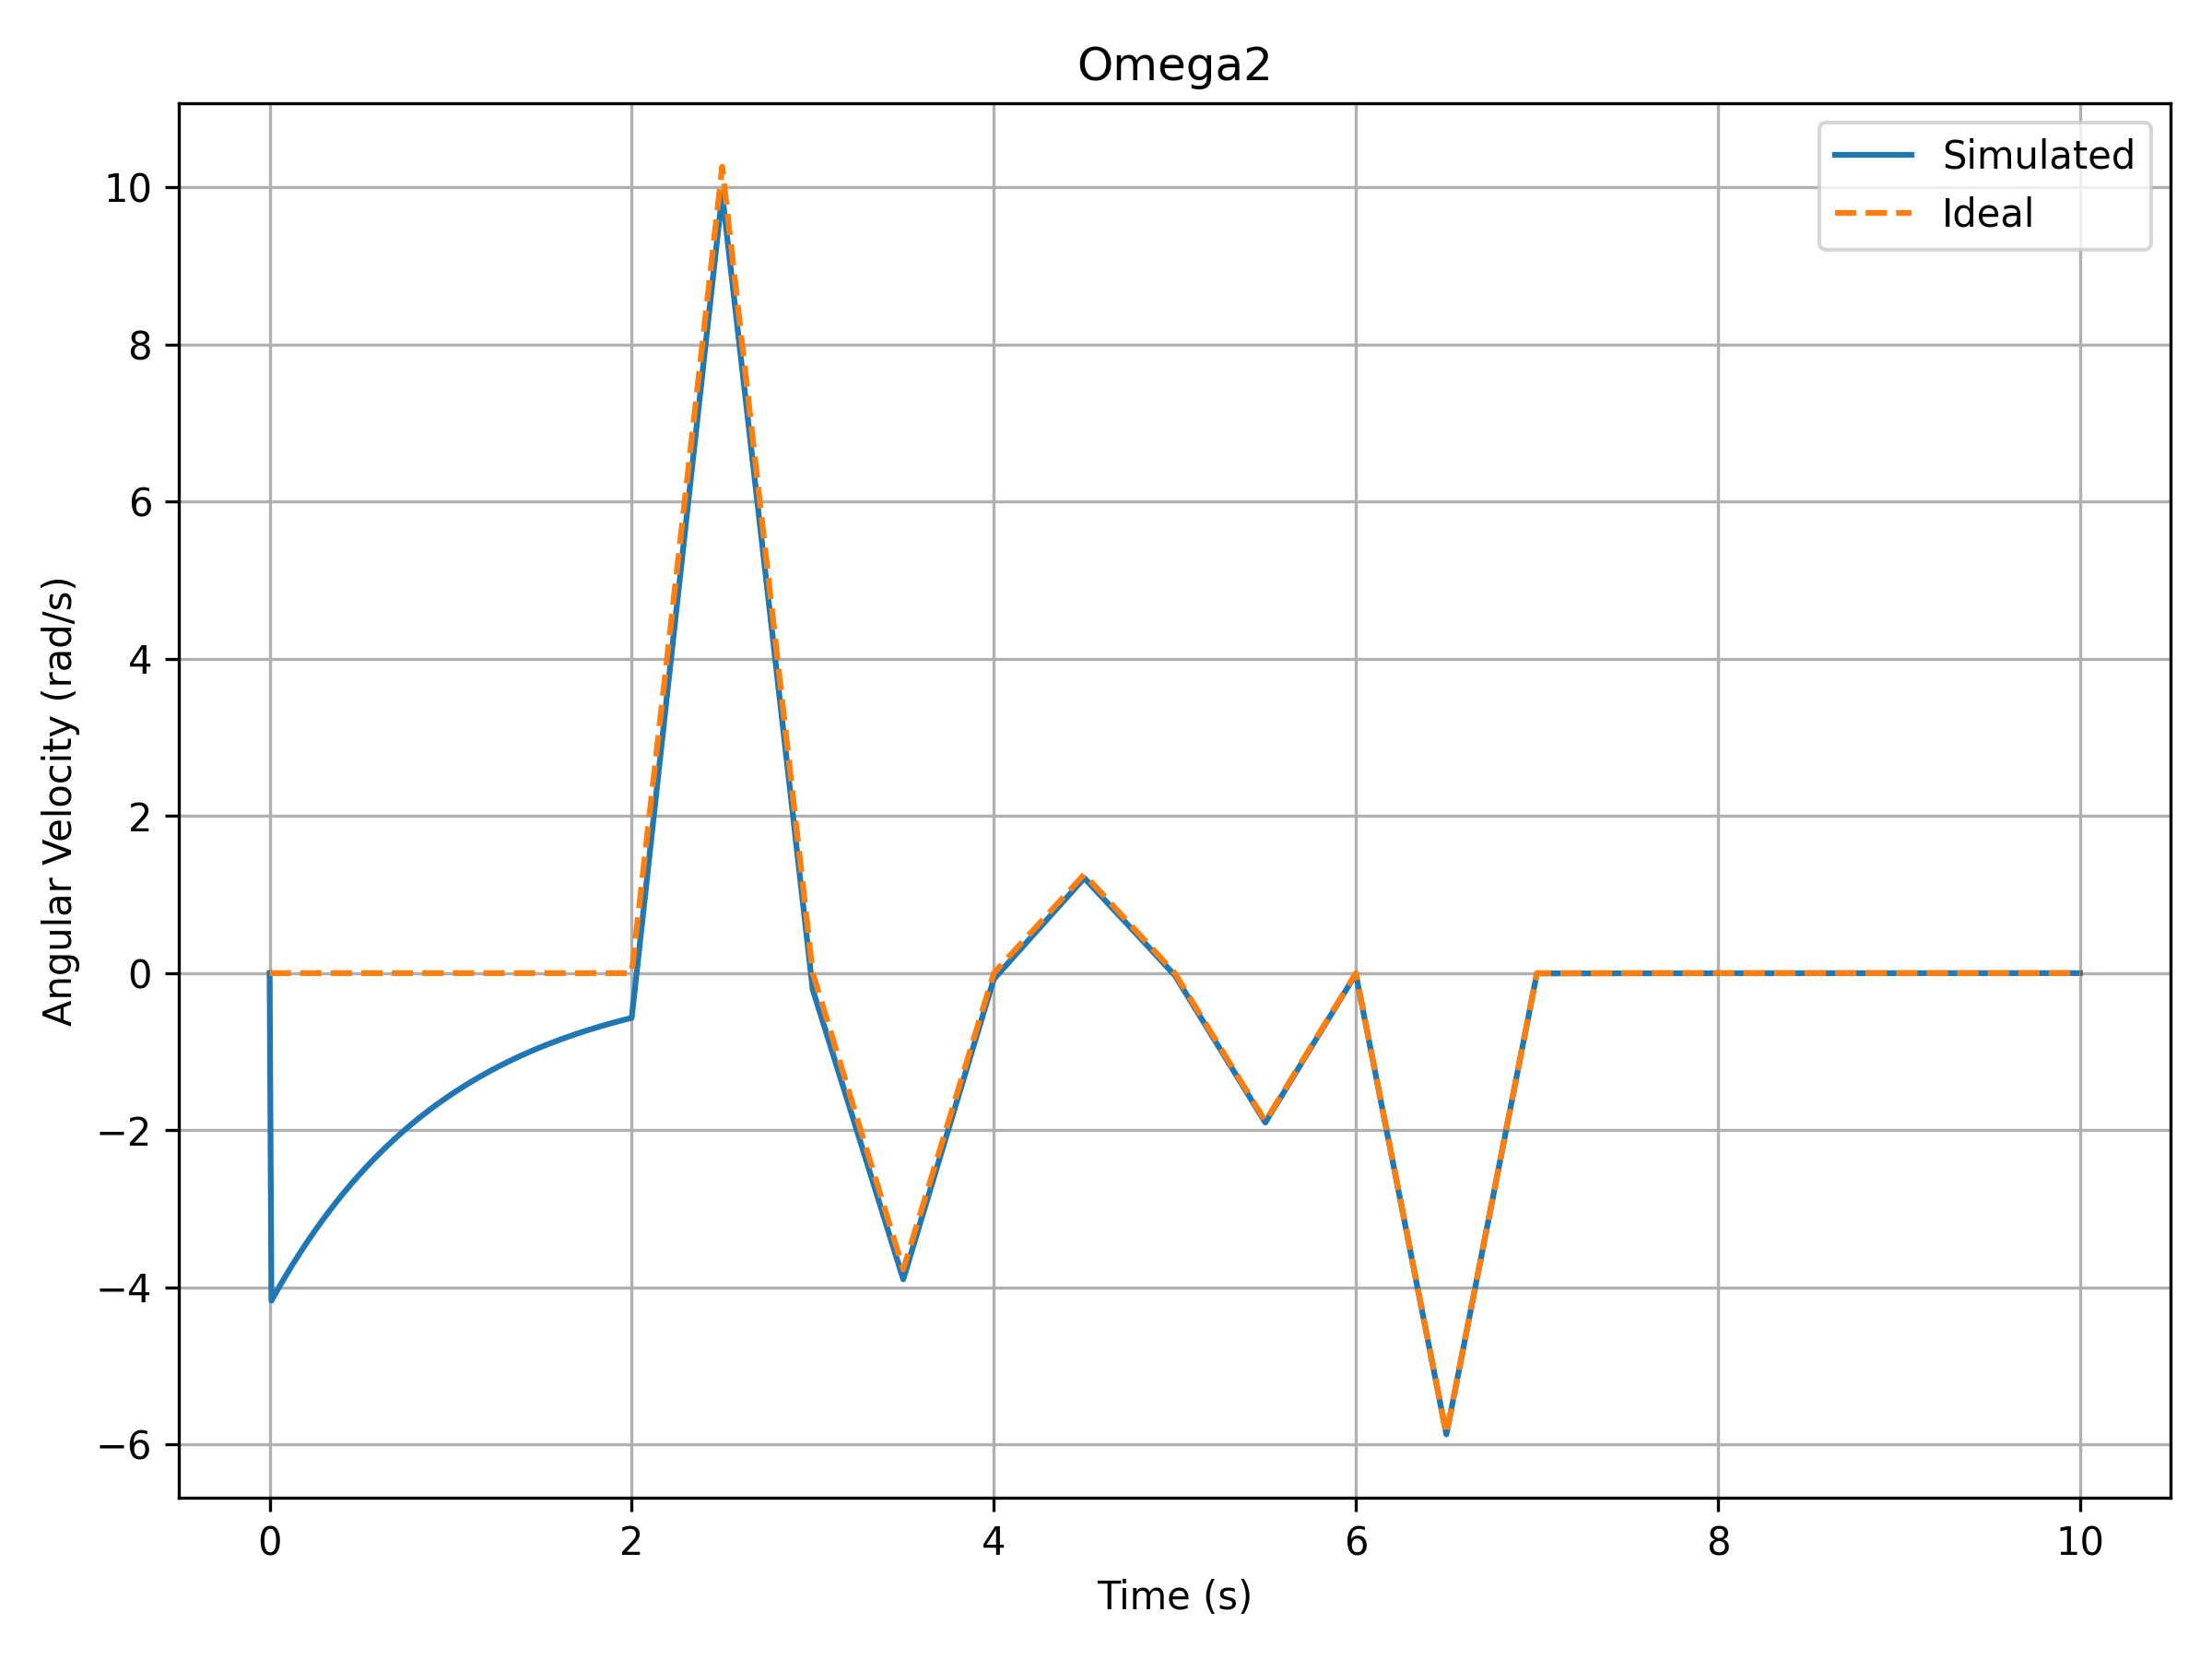 Omega2
Simulated
Ideal
10
8
6
4
2
0
−2
−4
−6
Angular Velocity (rad/s)
0 2 4 6 8 10
Time (s)